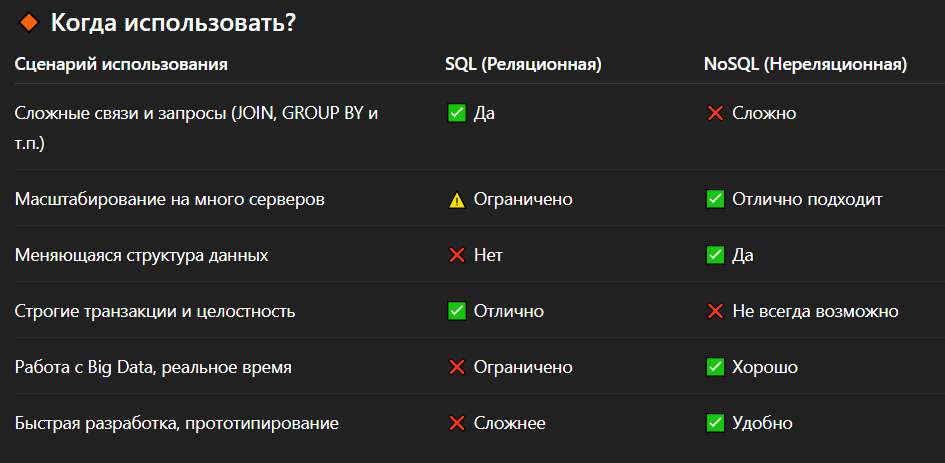 🔸 Когда использовать?
Сценарий использования SQL (Реляционная) NoSQL (Нереляционная)
Сложные связи и запросы (JOIN, GROUP BY и ✅ Да ❌ Сложно
т.п.)
Масштабирование на много серверов ⚠️ Ограничено ✅ Отлично подходит
Меняющаяся структура данных ❌ Нет ✅ Да
Строгие транзакции и целостность ✅ Отлично ❌ Не всегда возможно
Работа с Big Data, реальное время ❌ Ограничено ✅ Хорошо
Быстрая разработка, прототипирование ❌ Сложнее ✅ Удобно